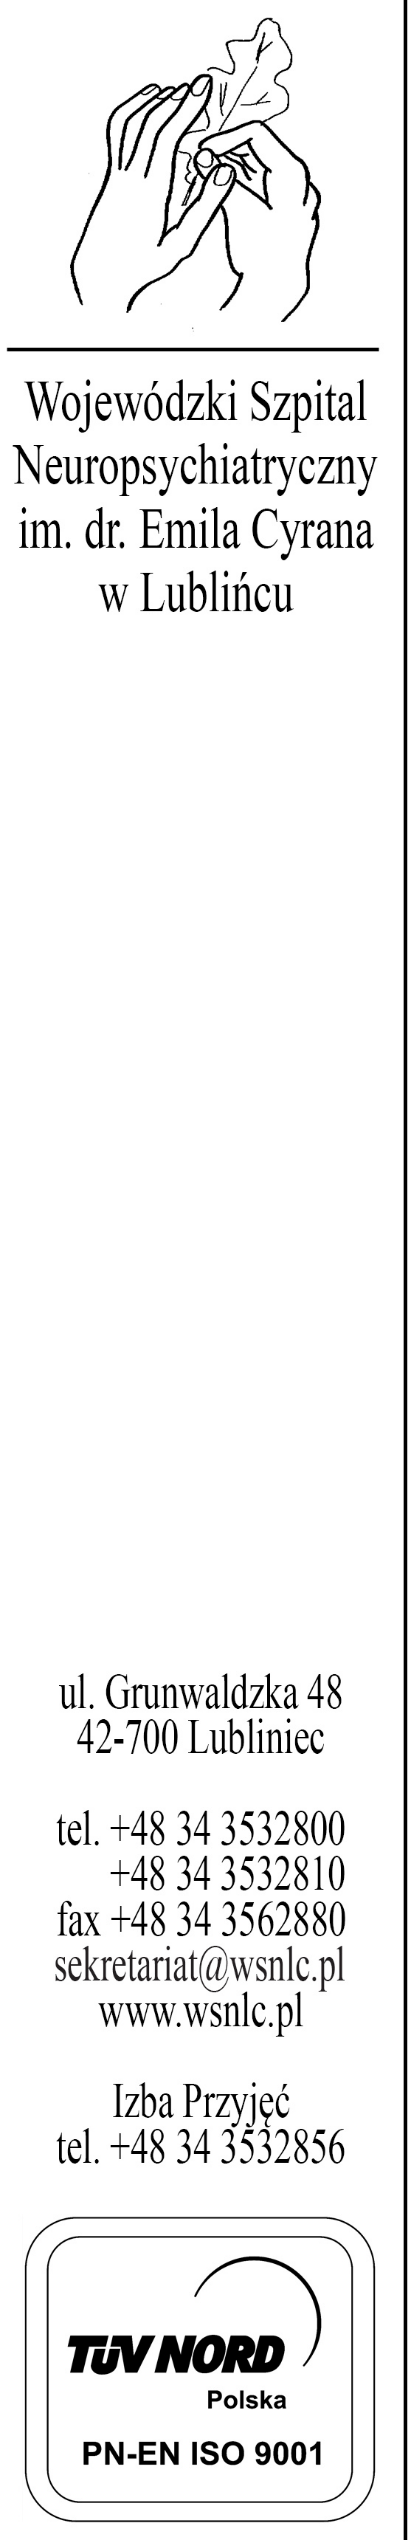 Wojewódzki Szpital
Neuropsychiatryczny
im. dr. Emila Cyrana
w Lublińcu
ul. Grunwaldzka 48
42-700 Lubliniec
tel. +48 34 3532800
+48 34 3532810
fax +48 34 3562880
sekretariat@wsnlc.pl
www.wsnlc.pl
Izba Przyjęć
tel. +48 34 3532856
TÜV NORD
Polska
PN-EN ISO 9001